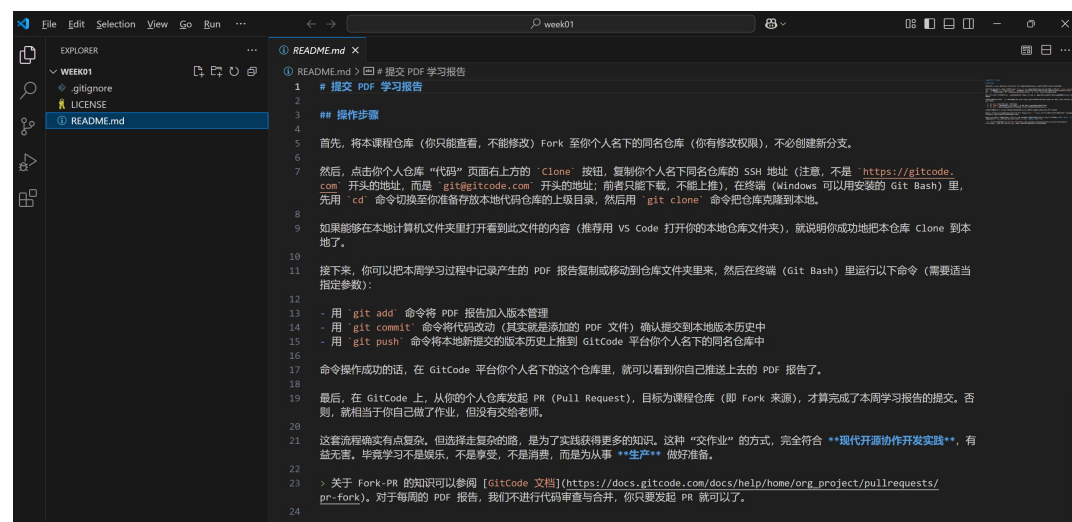 File Edit Selection View Go Run ··· week01
EXPLORER ···
WEEK01
.gitignore
LICENSE
README.md
README.md
README.md > # 提交 PDF 学习报告
1 # 提交 PDF 学习报告
2
3 ## 操作步骤
4
5 首先，将本课程仓库（你只能查看，不能修改）Fork 至你个人名下的同名仓库（你有修改权限），不必创建新分支。
6
7 然后，点击你个人仓库“代码”页面右上方的 `Clone` 按钮，复制你个人名下同名仓库的 SSH 地址（注意，不是 `https://gitcode.
com` 开头的地址，而是 `git@gitcode.com` 开头的地址；前者只能下载，不能上推），在终端（Windows 可以用安装的 Git Bash）里，
先用 `cd` 命令切换至你准备存放本地代码仓库的上级目录，然后用 `git clone` 命令把仓库克隆到本地。
8
9 如果能够在本地计算机文件夹里打开看到此文件的内容（推荐用 VS Code 打开你的本地仓库文件夹），就说明你成功地把本仓库 Clone 到本
地了。
10
11 接下来，你可以把本周学习过程中记录产生的 PDF 报告复制或移动到仓库文件夹里来，然后在终端（Git Bash）里运行以下命令（需要适当
指定参数）：
12
13 - 用 `git add` 命令将 PDF 报告加入版本管理
14 - 用 `git commit` 命令将代码改动（其实就是添加的 PDF 文件）确认提交到本地版本历史中
15 - 用 `git push` 命令将本地新提交的版本历史上推到 GitCode 平台你个人名下的同名仓库中
16
17 命令操作成功的话，在 GitCode 平台你个人名下的这个仓库里，就可以看到你自己推送上去的 PDF 报告了。
18
19 最后，在 GitCode 上，从你的个人仓库发起 PR（Pull Request），目标为课程仓库（即 Fork 来源），才算完成了本周学习报告的提交。否
则，就相当于你自己做了作业，但没有交给老师。
20
21 这套流程确实有点复杂。但选择走复杂的路，是为了实践获得更多的知识。这种“交作业”的方式，完全符合 **现代开源协作开发实践**，有
益无害。毕竟学习不是娱乐，不是享受，不是消费，而是为从事 **生产** 做好准备。
22
23 > 关于 Fork-PR 的知识可以参阅 [GitCode 文档](https://docs.gitcode.com/docs/help/home/org_project/pullrequests/
pr-fork)。对于每周的 PDF 报告，我们不进行代码审查与合并，你只要发起 PR 就可以了。
24